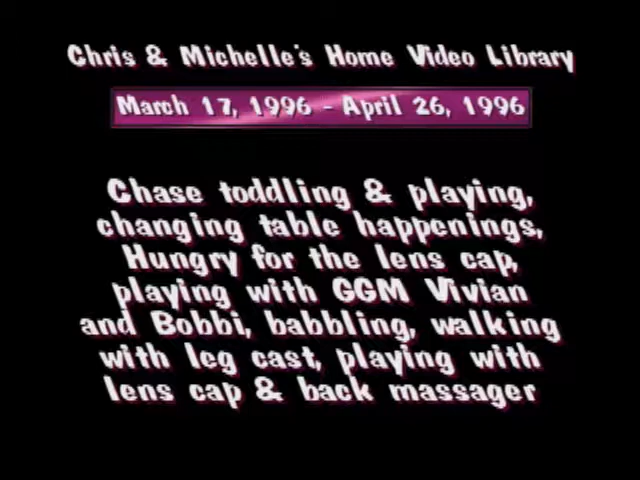 Chris & Michelle's Home Video Library
March 17, 1996 - April 26, 1996
Chase toddling & playing,
changing table happenings,
Hungry for the lens cap,
playing with GGM Vivian
and Bobbi, babbling, walking
with leg cast, playing with
lens cap & back massager